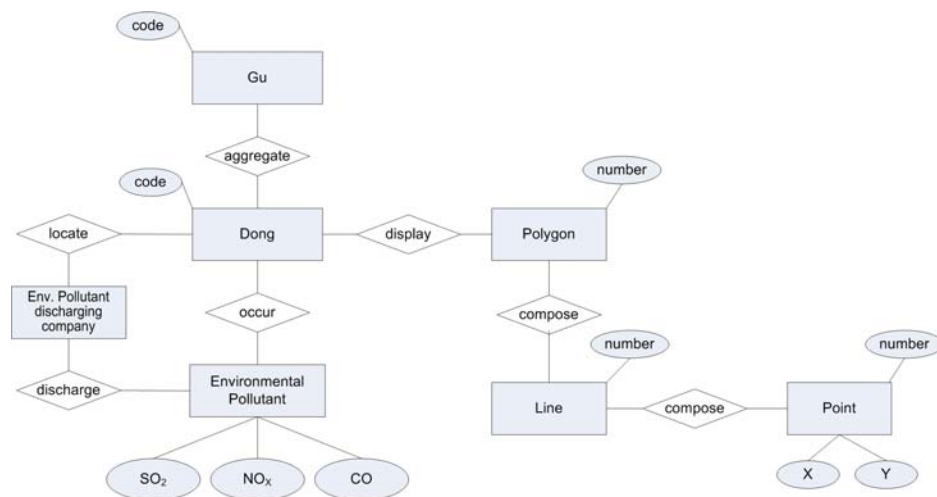 code
Gu
aggregate
code
number
locate
Dong
display
Polygon
Env. Pollutant
discharging
company
occur
compose
number
number
discharge
Environmental
Pollutant
Line
compose
Point
SO₂
NOₓ
CO
X
Y